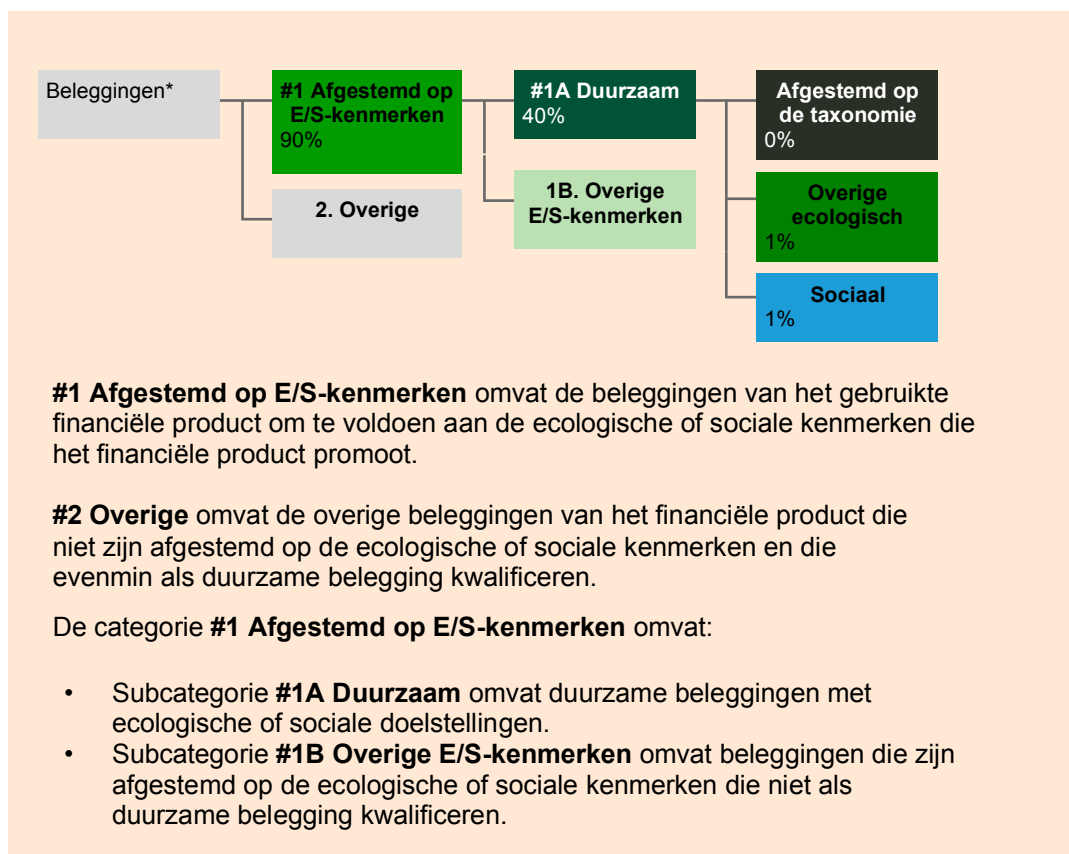 Beleggingen*
#1 Afgestemd op
E/S-kenmerken
90%
2. Overige
#1A Duurzaam
40%
1B. Overige
E/S-kenmerken
Afgestemd op
de taxonomie
0%
Overige
ecologisch
1%
Sociaal
1%
#1 Afgestemd op E/S-kenmerken omvat de beleggingen van het gebruikte
financiële product om te voldoen aan de ecologische of sociale kenmerken die
het financiële product promoot.
#2 Overige omvat de overige beleggingen van het financiële product die
niet zijn afgestemd op de ecologische of sociale kenmerken en die
evenmin als duurzame belegging kwalificeren.
De categorie #1 Afgestemd op E/S-kenmerken omvat:
• Subcategorie #1A Duurzaam omvat duurzame beleggingen met
ecologische of sociale doelstellingen.
• Subcategorie #1B Overige E/S-kenmerken omvat beleggingen die zijn
afgestemd op de ecologische of sociale kenmerken die niet als
duurzame belegging kwalificeren.